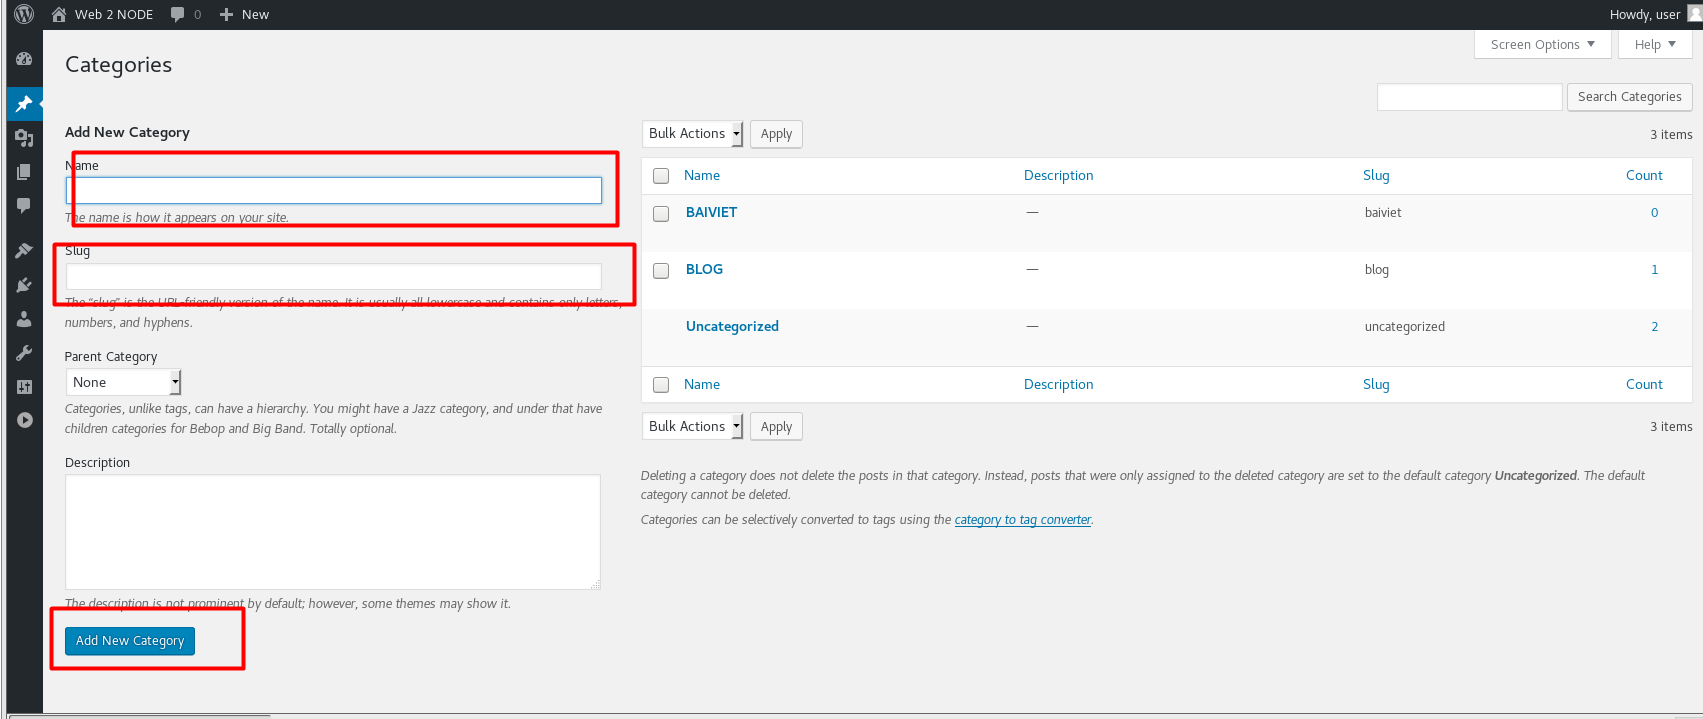 Web 2 NODE 0 New Howdy, user
Screen Options Help
Categories
Search Categories
Add New Category
Name
The name is how it appears on your site.
Slug
The “slug” is the URL-friendly version of the name. It is usually all lowercase and contains only letters,
numbers, and hyphens.
Parent Category
None
Categories, unlike tags, can have a hierarchy. You might have a Jazz category, and under that have
children categories for Bebop and Big Band. Totally optional.
Description
The description is not prominent by default; however, some themes may show it.
Add New Category
Bulk Actions Apply 3 items
Name Description Slug Count
BAIVIET — baiviet 0
BLOG — blog 1
Uncategorized — uncategorized 2
Name Description Slug Count
Bulk Actions Apply 3 items
Deleting a category does not delete the posts in that category. Instead, posts that were only assigned to the deleted category are set to the default category Uncategorized. The default
category cannot be deleted.
Categories can be selectively converted to tags using the category to tag converter.